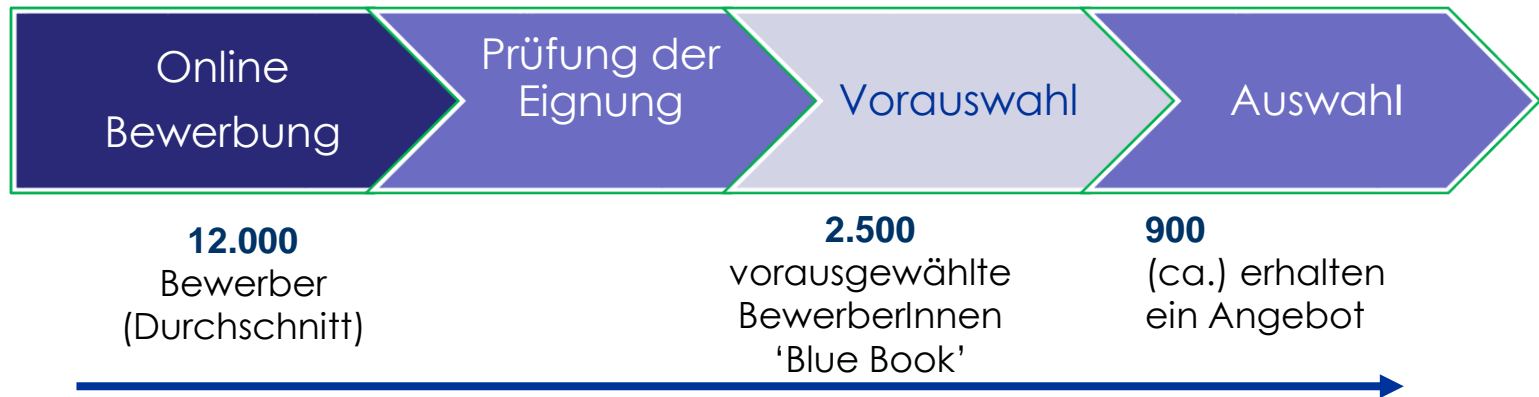 Online
Bewerbung
Prüfung der
Eignung
Vorauswahl
Auswahl
12.000
Bewerber
(Durchschnitt)
2.500
vorausgewählte
BewerberInnen
‘Blue Book’
900
(ca.) erhalten
ein Angebot